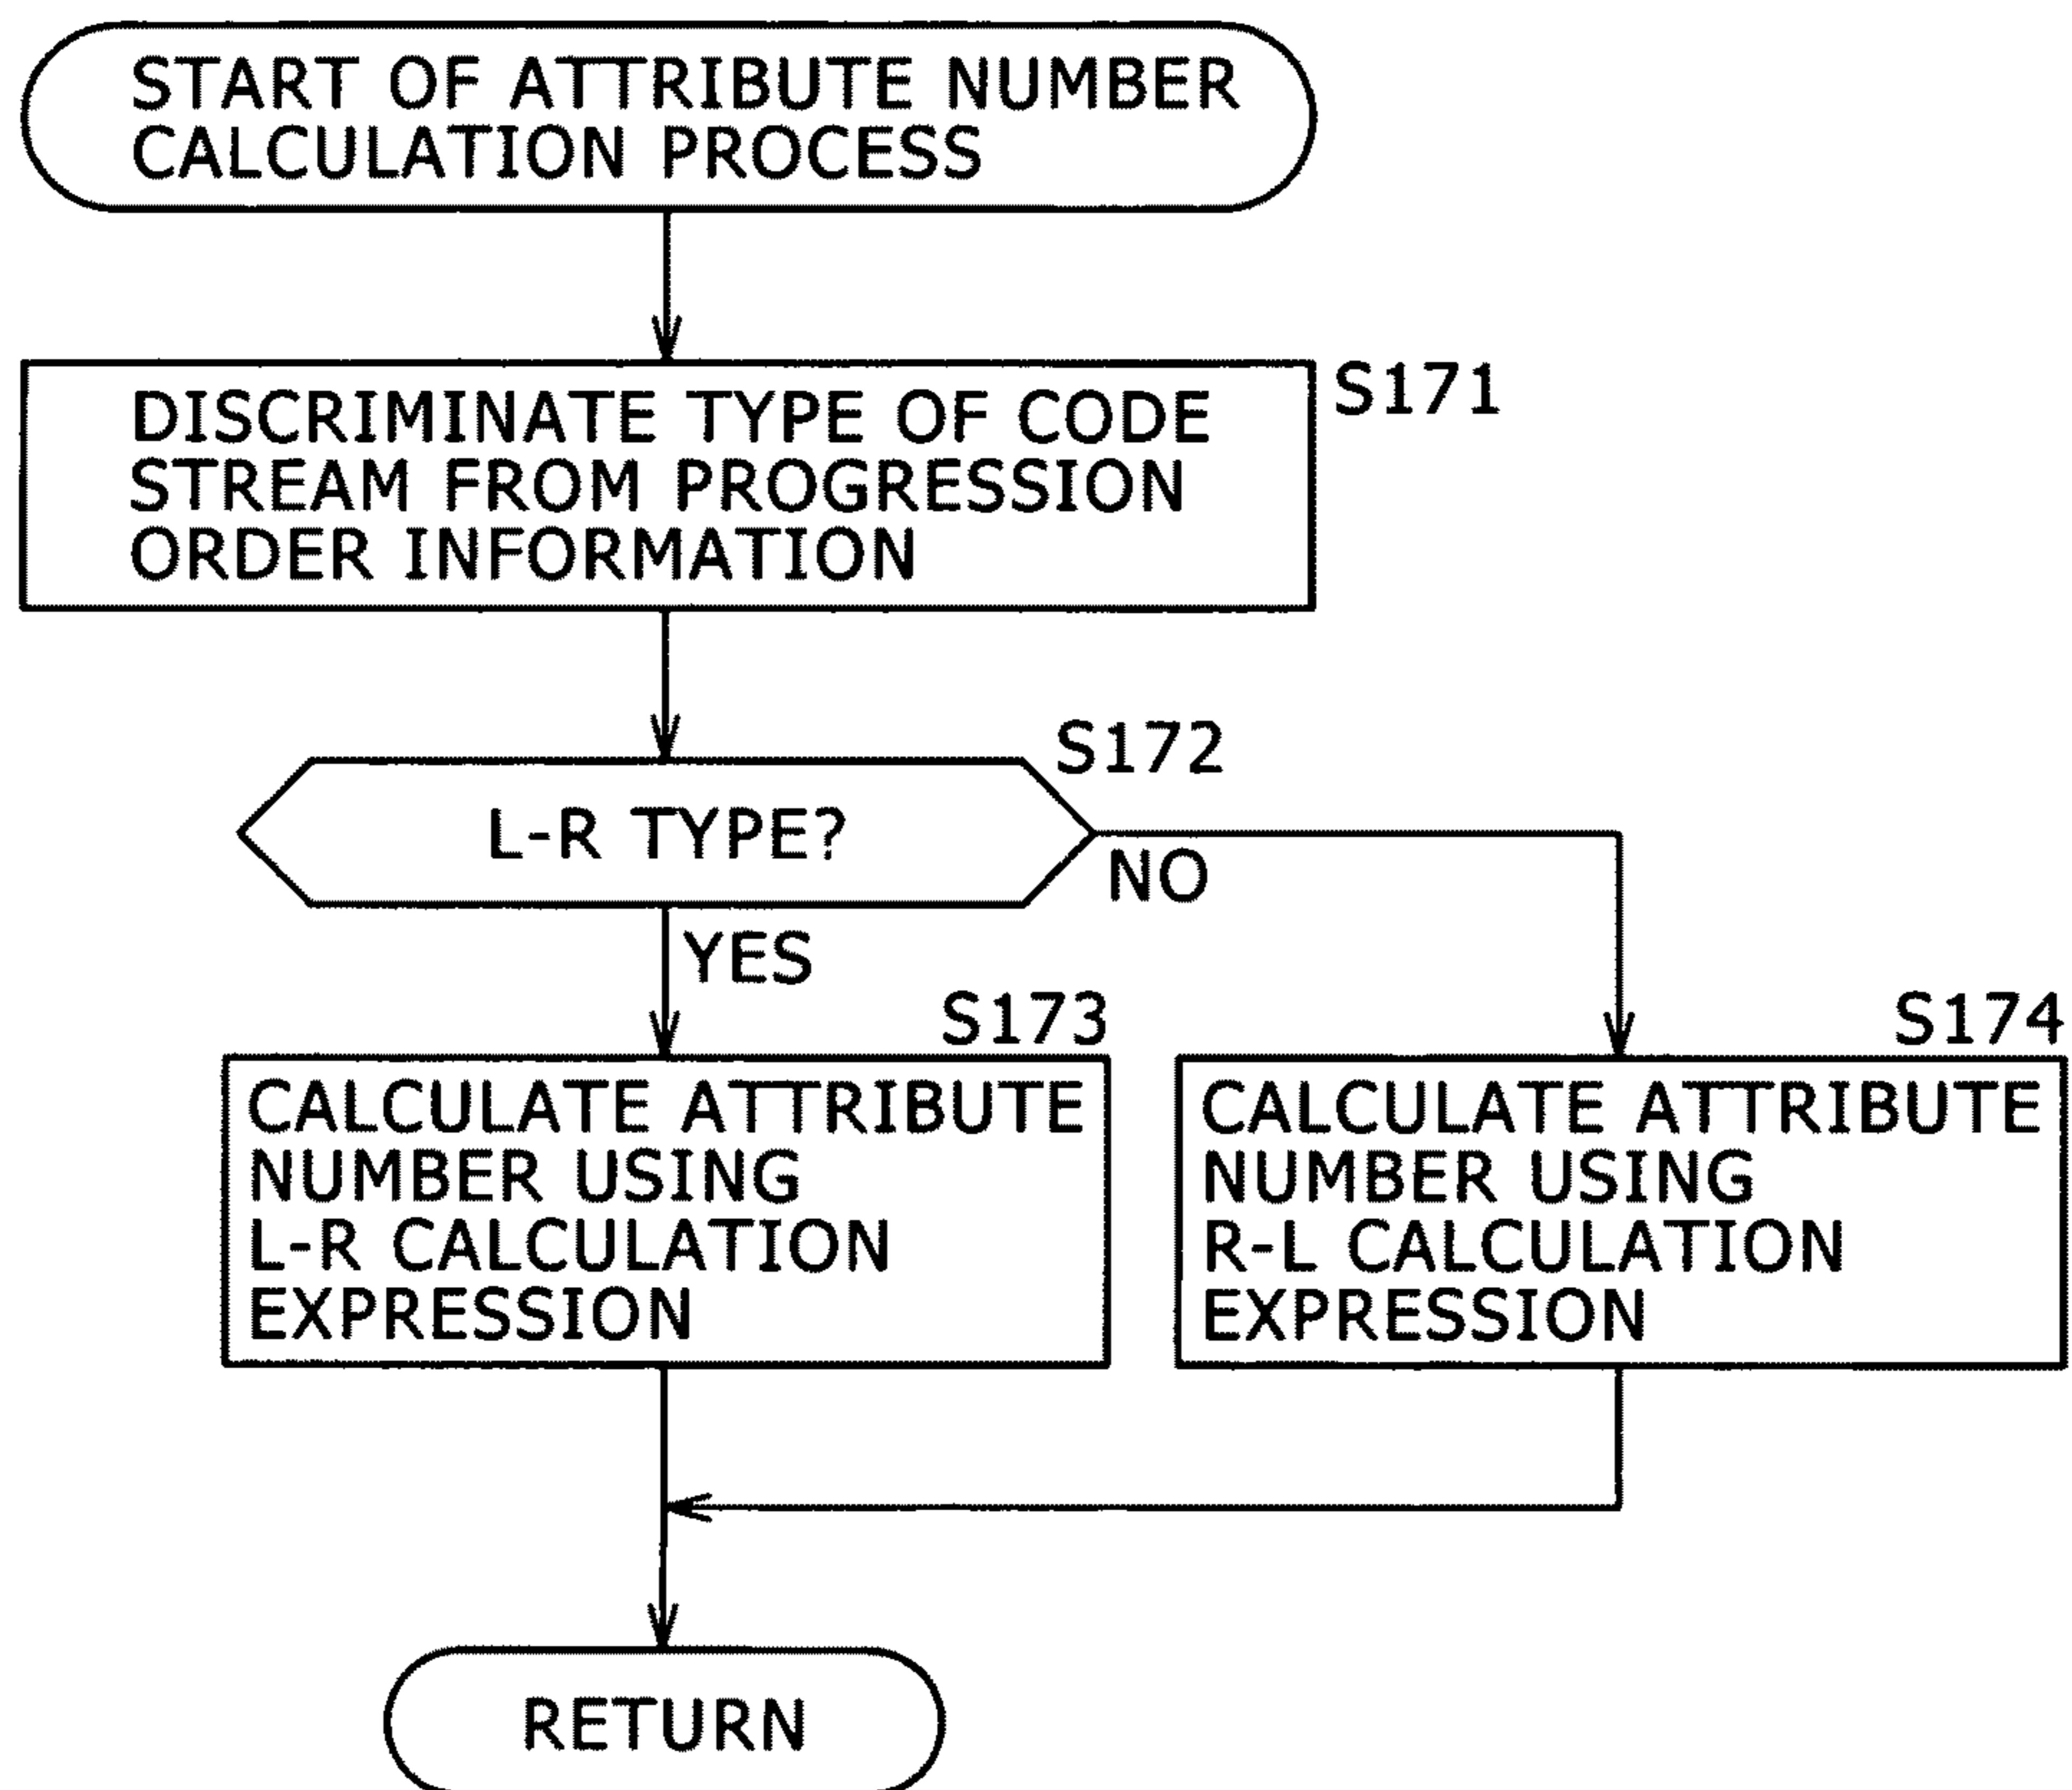 START OF ATTRIBUTE NUMBER
CALCULATION PROCESS
DISCRIMINATE TYPE OF CODE
STREAM FROM PROGRESSION
ORDER INFORMATION
S171
L-R TYPE?
S172
NO
YES
S173
CALCULATE ATTRIBUTE
NUMBER USING
L-R CALCULATION
EXPRESSION
S174
CALCULATE ATTRIBUTE
NUMBER USING
R-L CALCULATION
EXPRESSION
RETURN